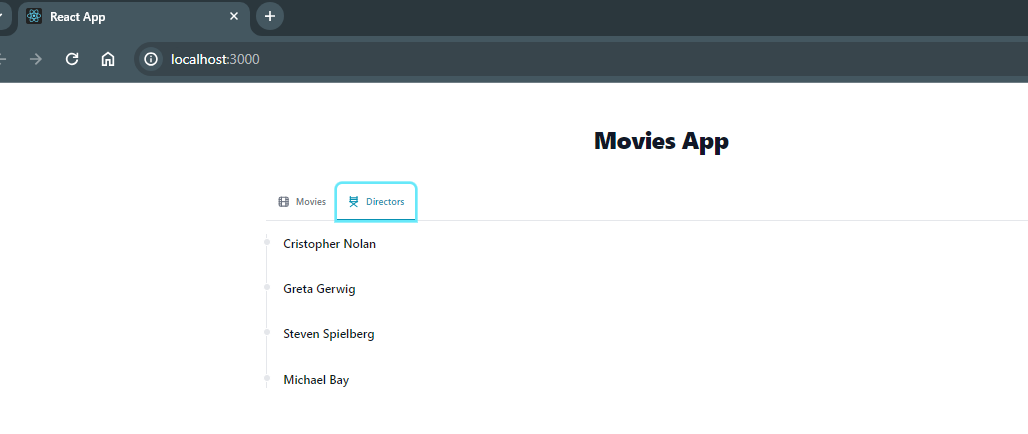 React App
localhost:3000
Movies App
Movies Directors
Cristopher Nolan
Greta Gerwig
Steven Spielberg
Michael Bay